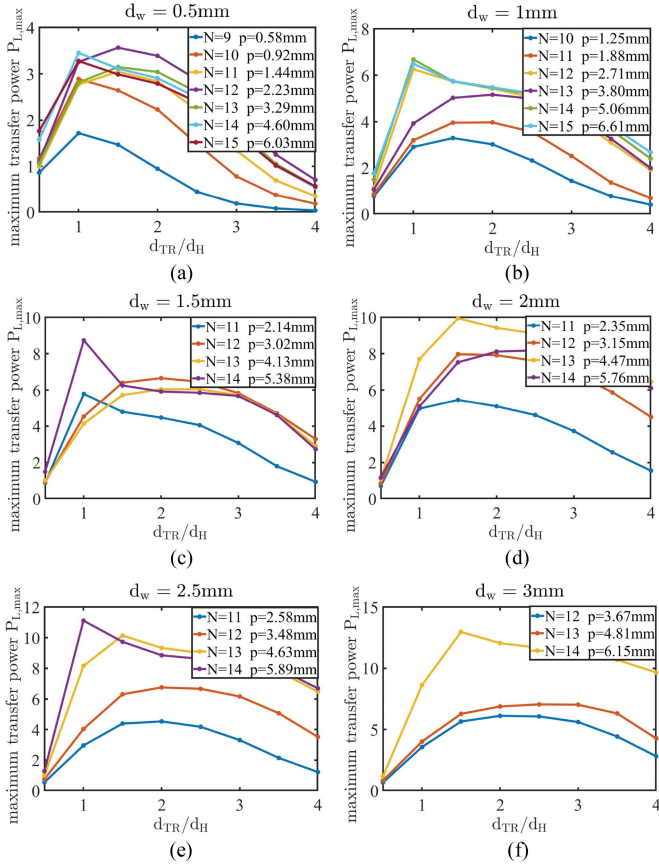 d_w = 0.5mm
maximum transfer power P_L,max
4
3
2
1
0
N=9 p=0.58mm
N=10 p=0.92mm
N=11 p=1.44mm
N=12 p=2.23mm
N=13 p=3.29mm
N=14 p=4.60mm
N=15 p=6.03mm
1 2 3 4
d_TR/d_H
(a)
d_w = 1mm
maximum transfer power P_L,max
8
6
4
2
0
N=10 p=1.25mm
N=11 p=1.88mm
N=12 p=2.71mm
N=13 p=3.80mm
N=14 p=5.06mm
N=15 p=6.61mm
1 2 3 4
d_TR/d_H
(b)
d_w = 1.5mm
maximum transfer power P_L,max
10
8
6
4
2
0
N=11 p=2.14mm
N=12 p=3.02mm
N=13 p=4.13mm
N=14 p=5.38mm
1 2 3 4
d_TR/d_H
(c)
d_w = 2mm
maximum transfer power P_L,max
10
8
6
4
2
0
N=11 p=2.35mm
N=12 p=3.15mm
N=13 p=4.47mm
N=14 p=5.76mm
1 2 3 4
d_TR/d_H
(d)
d_w = 2.5mm
maximum transfer power P_L,max
12
10
8
6
4
2
0
N=11 p=2.58mm
N=12 p=3.48mm
N=13 p=4.63mm
N=14 p=5.89mm
1 2 3 4
d_TR/d_H
(e)
d_w = 3mm
maximum transfer power P_L,max
15
10
5
0
N=12 p=3.67mm
N=13 p=4.81mm
N=14 p=6.15mm
1 2 3 4
d_TR/d_H
(f)